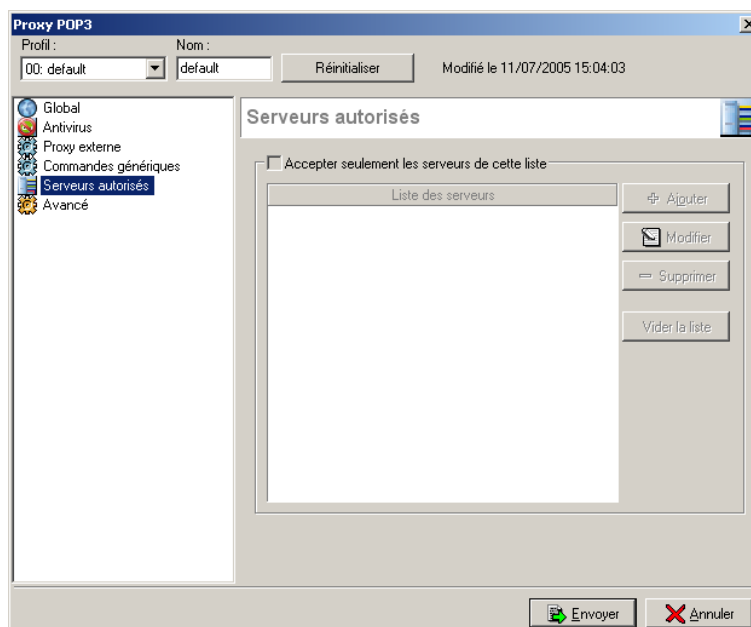 Proxy POP3
Profil :
Nom :
00: default
default
Réinitialiser
Modifié le 11/07/2005 15:04:03
Global
Antivirus
Proxy externe
Commandes génériques
Serveurs autorisés
Avancé
Serveurs autorisés
Accepter seulement les serveurs de cette liste
Liste des serveurs
Ajouter
Modifier
Supprimer
Vider la liste
Envoyer
Annuler